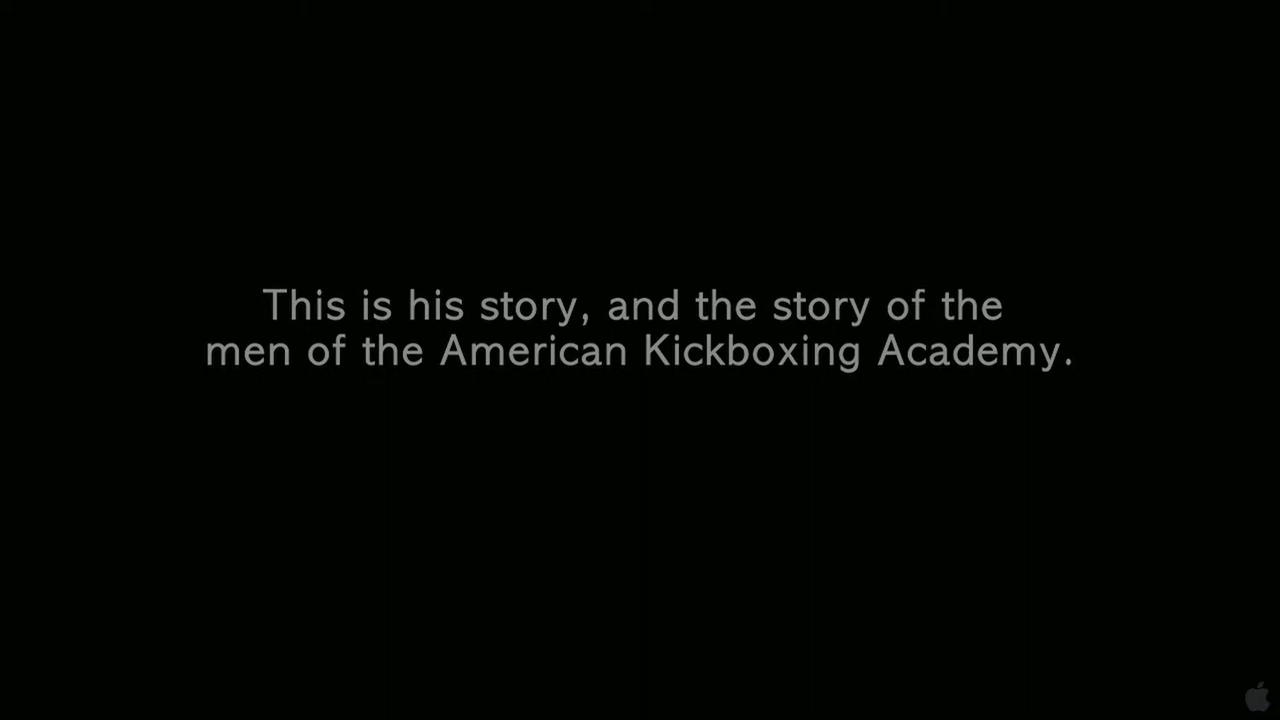 This is his story, and the story of the
men of the American Kickboxing Academy.